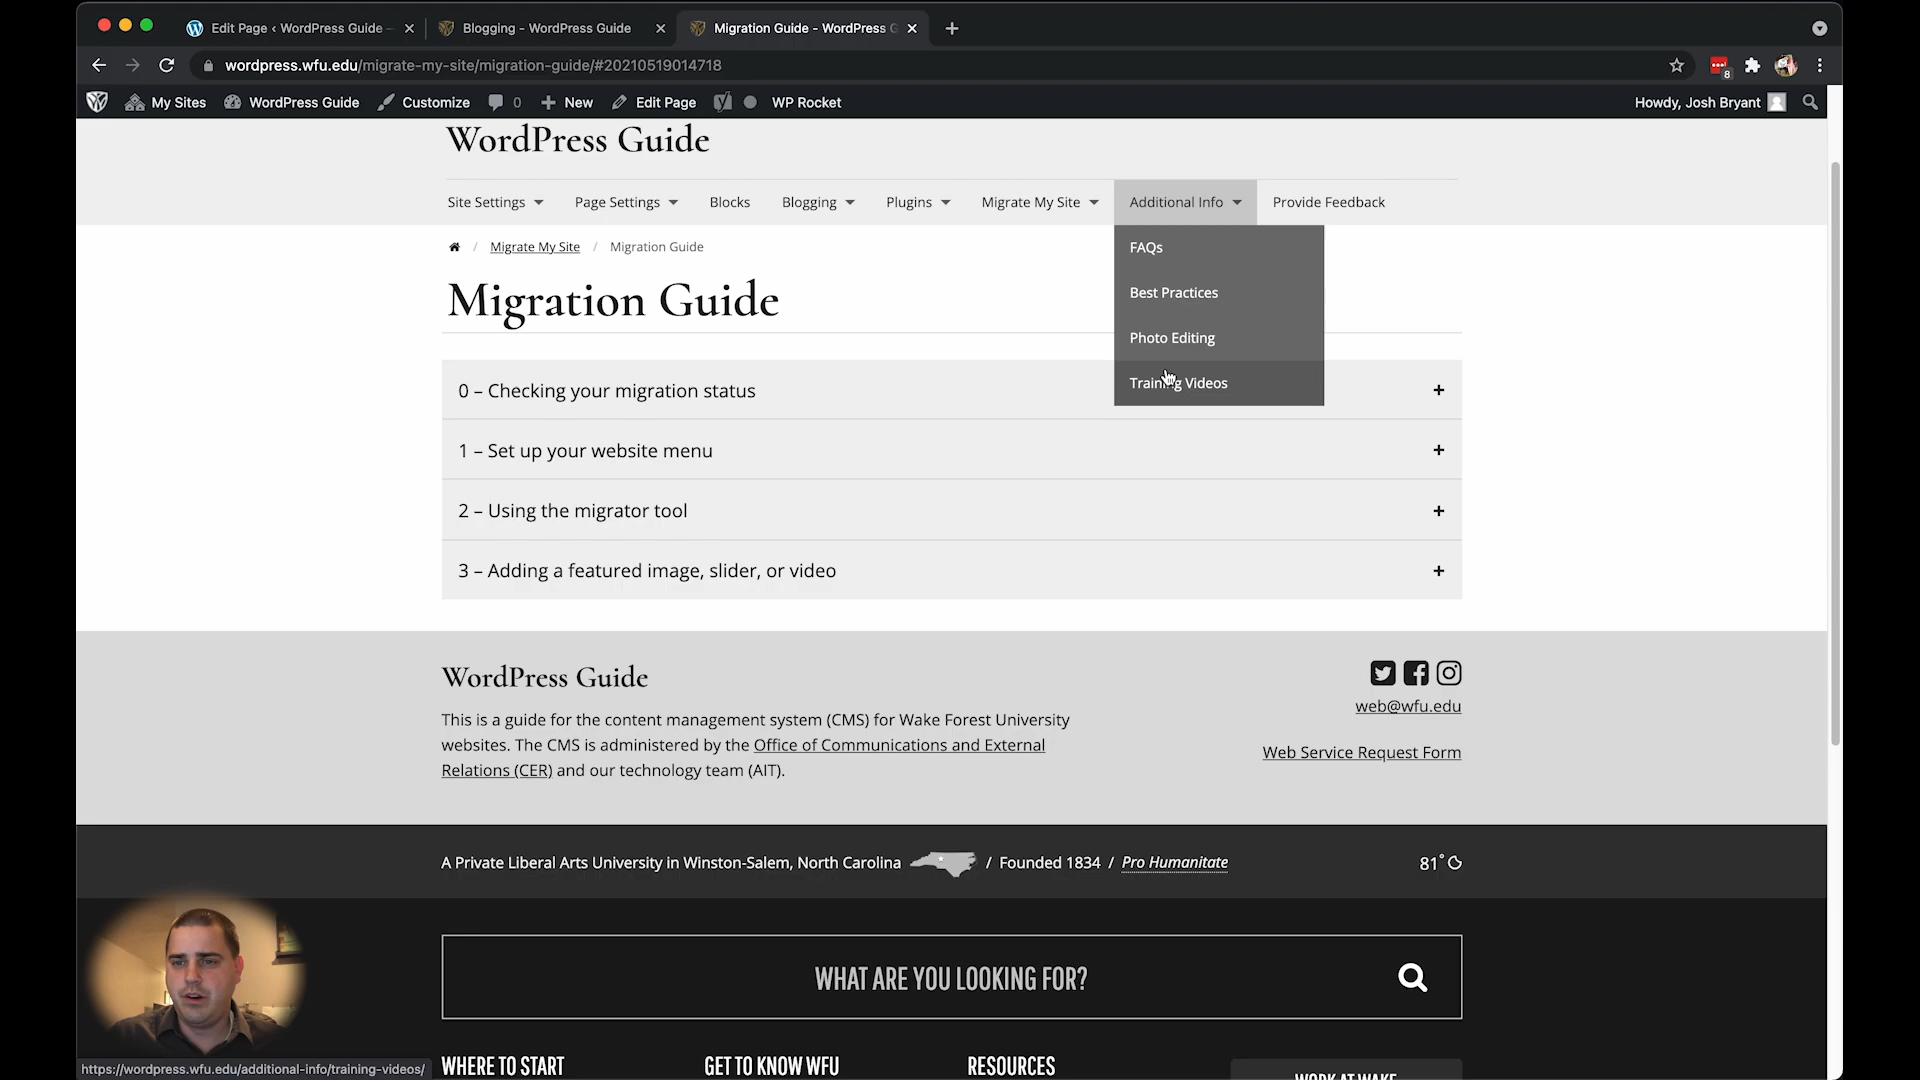 Edit Page ‹ WordPress Guide –
Blogging - WordPress Guide
Migration Guide - WordPress G
wordpress.wfu.edu/migrate-my-site/migration-guide/#20210519014718
8
My Sites
WordPress Guide
Customize
0
New
Edit Page
WP Rocket
Howdy, Josh Bryant
WordPress Guide
Site Settings
Page Settings
Blocks
Blogging
Plugins
Migrate My Site
Additional Info
Provide Feedback
Migrate My Site / Migration Guide
FAQs
Best Practices
Photo Editing
Training Videos
Migration Guide
0 – Checking your migration status +
1 – Set up your website menu +
2 – Using the migrator tool +
3 – Adding a featured image, slider, or video +
WordPress Guide
This is a guide for the content management system (CMS) for Wake Forest University
websites. The CMS is administered by the Office of Communications and External
Relations (CER) and our technology team (AIT).
web@wfu.edu
Web Service Request Form
A Private Liberal Arts University in Winston-Salem, North Carolina / Founded 1834 / Pro Humanitate
81°
WHAT ARE YOU LOOKING FOR?
WHERE TO START
GET TO KNOW WFU
RESOURCES
WORK AT WAKE
https://wordpress.wfu.edu/additional-info/training-videos/